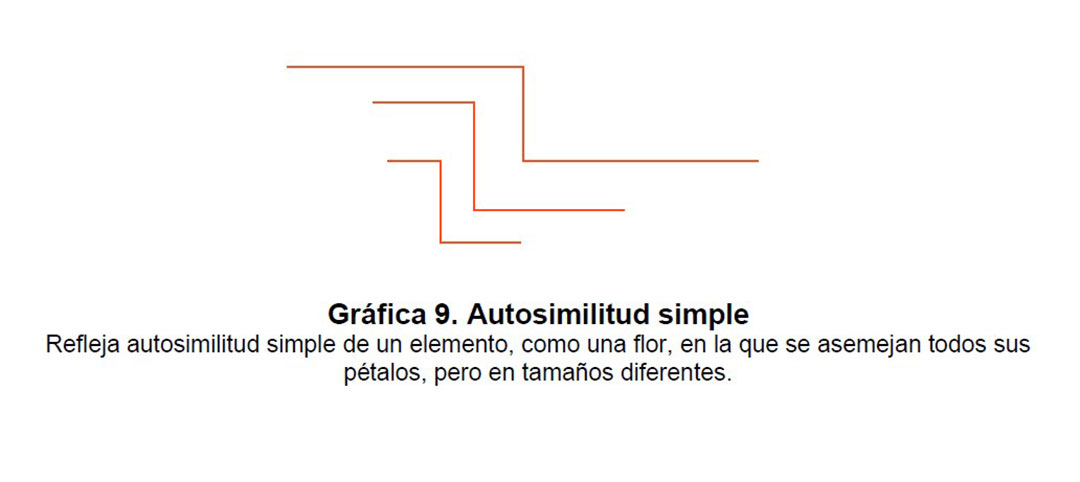 Gráfica 9. Autosimilitud simple
Refleja autosimilitud simple de un elemento, como una flor, en la que se asemejan todos sus
pétalos, pero en tamaños diferentes.